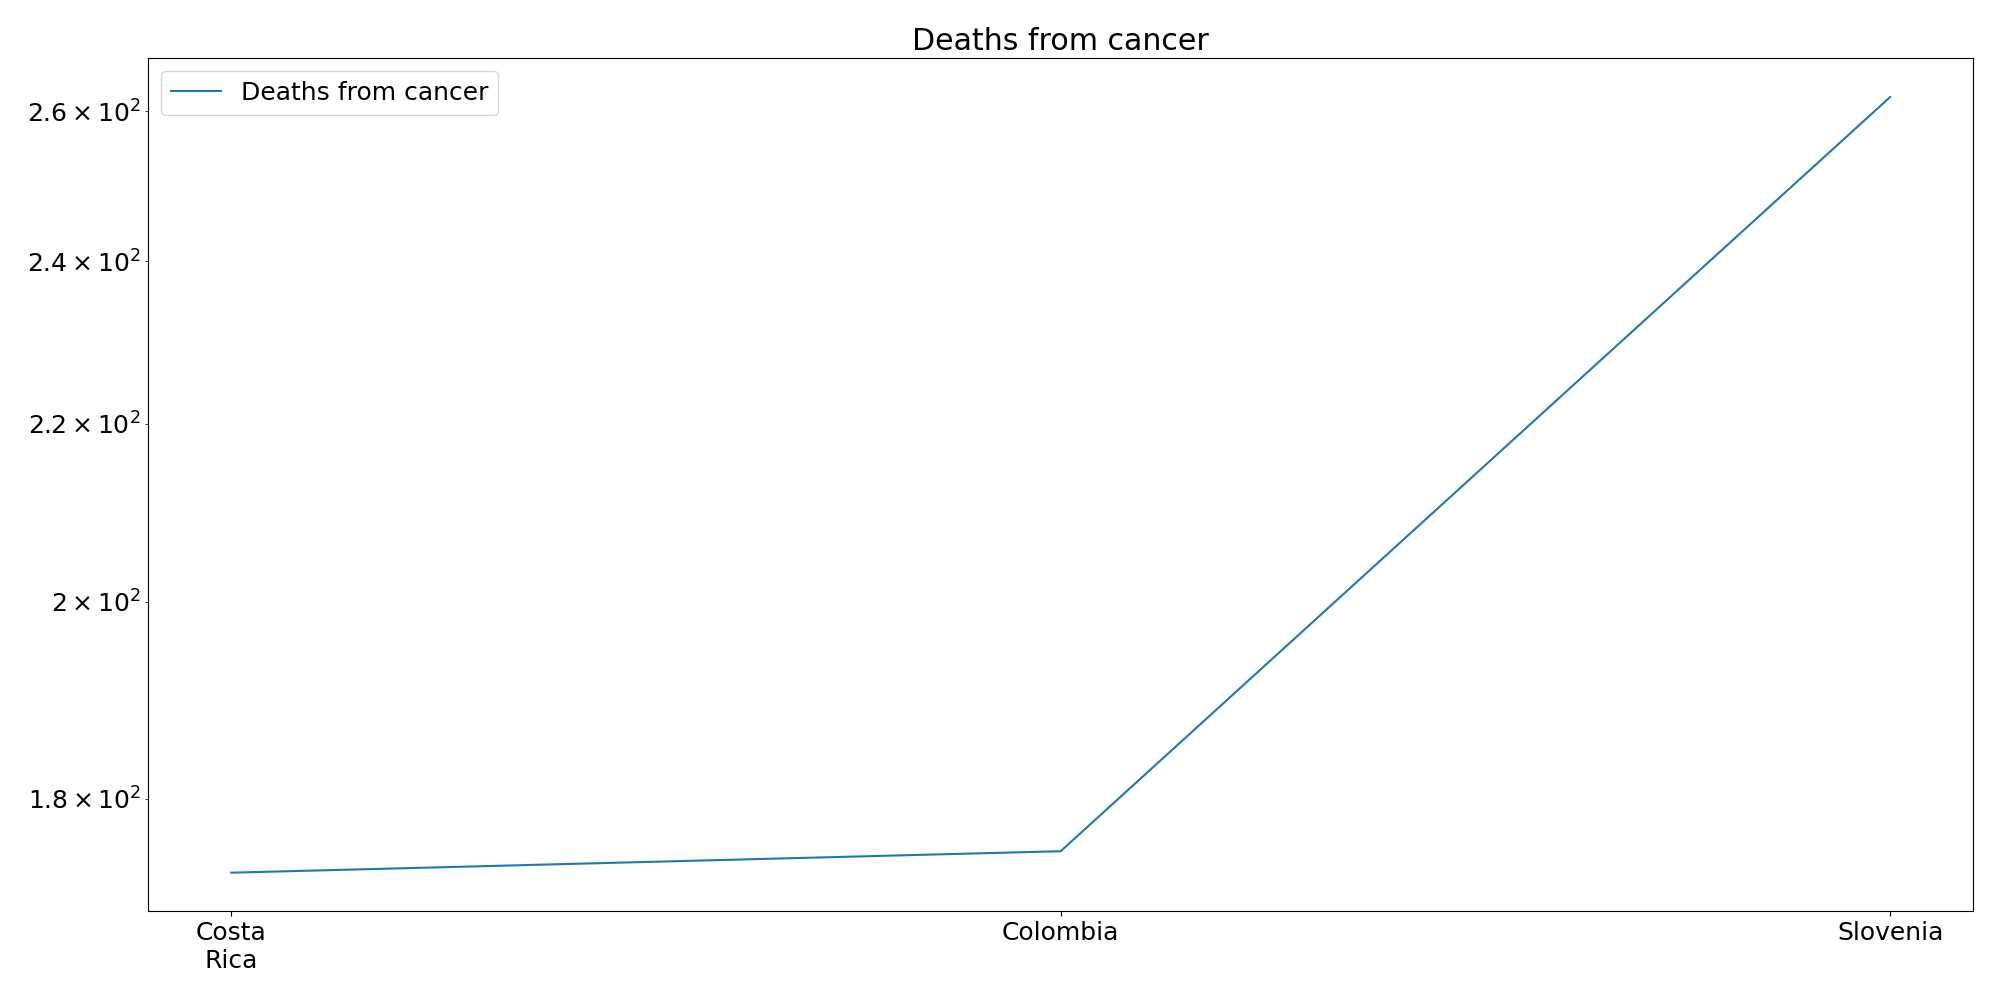 Deaths from cancer
Deaths from cancer
2.6 × 10²
2.4 × 10²
2.2 × 10²
2 × 10²
1.8 × 10²
Costa
Rica
Colombia
Slovenia